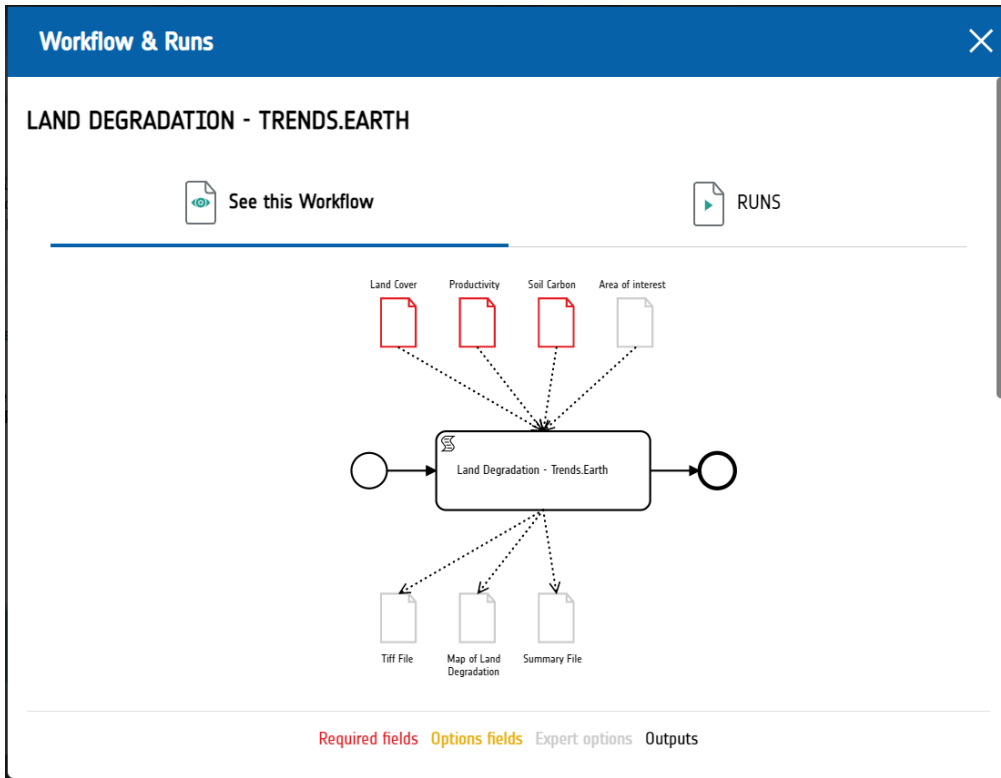 Workflow & Runs
LAND DEGRADATION - TRENDS.EARTH
See this Workflow
RUNS
Land Cover
Productivity
Soil Carbon
Area of interest
Land Degradation - Trends.Earth
Tiff File
Map of Land
Degradation
Summary File
Required fields Options fields Expert options Outputs